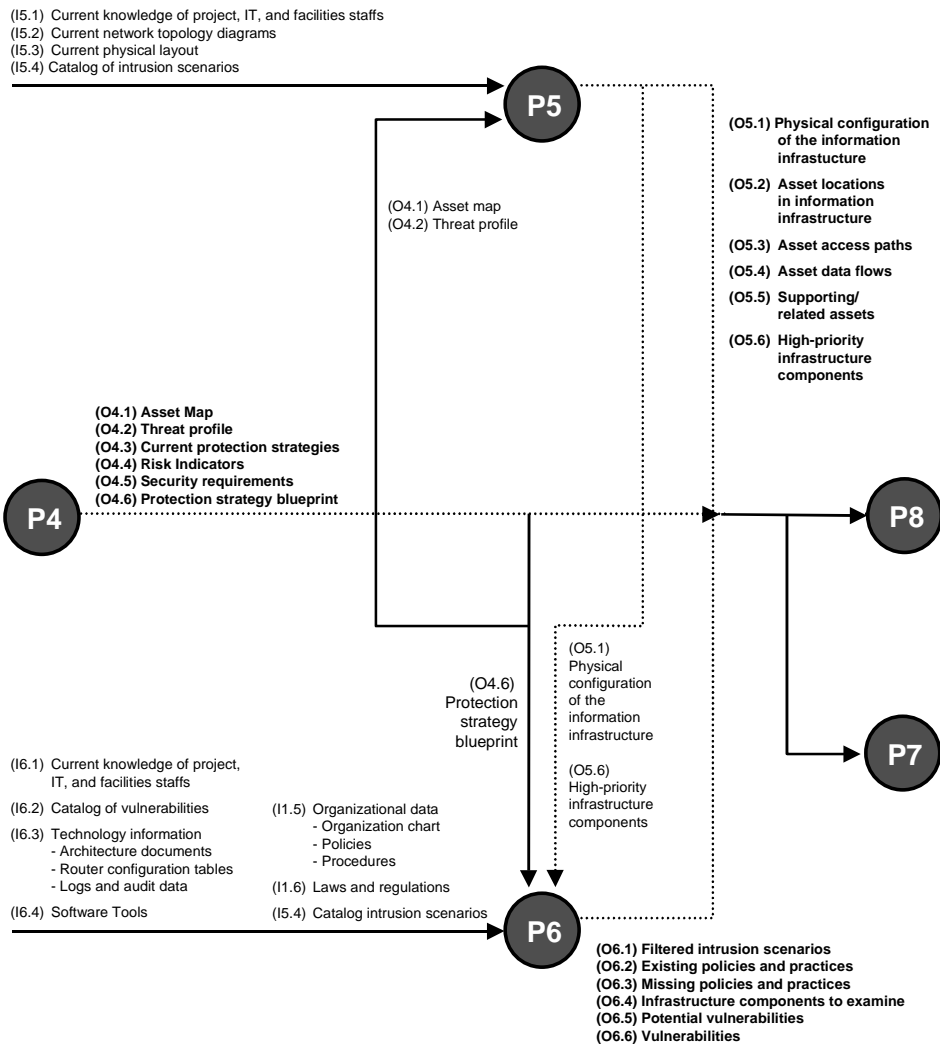 (I5.1) Current knowledge of project, IT, and facilities staffs
(I5.2) Current network topology diagrams
(I5.3) Current physical layout
(I5.4) Catalog of intrusion scenarios
P5
(O5.1) Physical configuration
of the information
infrastucture
(O5.2) Asset locations
in information
infrastructure
(O5.3) Asset access paths
(O5.4) Asset data flows
(O5.5) Supporting/
related assets
(O5.6) High-priority
infrastructure
components
(O4.1) Asset map
(O4.2) Threat profile
(O4.1) Asset Map
(O4.2) Threat profile
(O4.3) Current protection strategies
(O4.4) Risk Indicators
(O4.5) Security requirements
(O4.6) Protection strategy blueprint
P4
P8
(O4.6)
Protection
strategy
blueprint
(O5.1)
Physical
configuration
of the
information
infrastructure
(O5.6)
High-priority
infrastructure
components
P7
(I6.1) Current knowledge of project,
IT, and facilities staffs
(I6.2) Catalog of vulnerabilities
(I6.3) Technology information
- Architecture documents
- Router configuration tables
- Logs and audit data
(I6.4) Software Tools
(I1.5) Organizational data
- Organization chart
- Policies
- Procedures
(I1.6) Laws and regulations
(I5.4) Catalog intrusion scenarios
P6
(O6.1) Filtered intrusion scenarios
(O6.2) Existing policies and practices
(O6.3) Missing policies and practices
(O6.4) Infrastructure components to examine
(O6.5) Potential vulnerabilities
(O6.6) Vulnerabilities